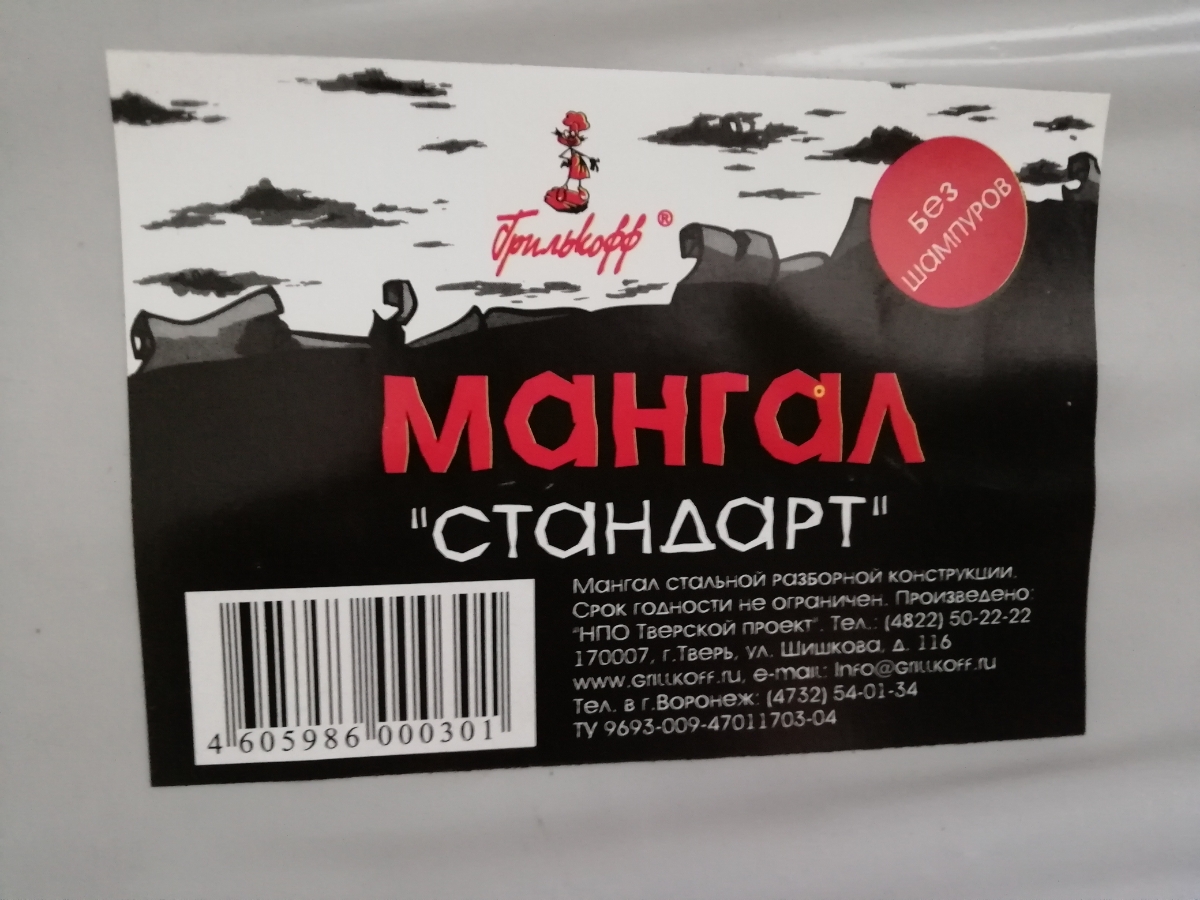 Грилькофф ®
Без
шампуров
Мангал
"Стандарт"
Мангал стальной разборной конструкции.
Срок годности не ограничен. Произведено:
"НПО Тверской проект". Тел.: (4822) 50-22-22
170007, г.Тверь, ул. Шишкова, д. 116
www.grillkoff.ru, e-mail: info@grillkoff.ru
Тел. в г.Воронеж: (4732) 54-01-34
ТУ 9693-009-47011703-04
4 605986 000301